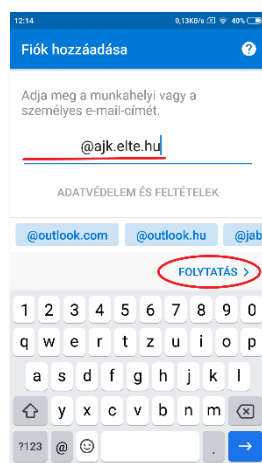 12:14 0,13KB/s 40%
Fiók hozzáadása ?
Adja meg a munkahelyi vagy a
személyes e-mail-címét.
@ajk.elte.hu
ADATVÉDELEM ÉS FELTÉTELEK
@outlook.com @outlook.hu @jab
FOLYTATÁS >
1 2 3 4 5 6 7 8 9 0
q w e r t z u i o p
a s d f g h j k l
y x c v b n m
?123 @ .